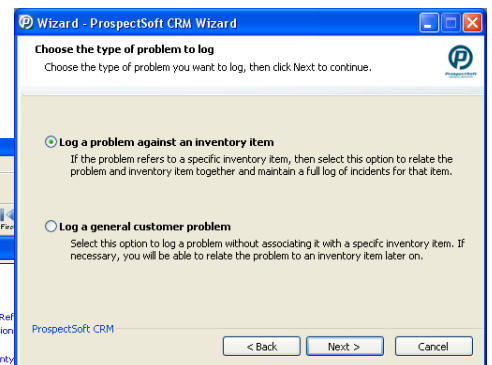 Wizard - ProspectSoft CRM Wizard
Choose the type of problem to log
Choose the type of problem you want to log, then click Next to continue.
ProspectSoft
Log a problem against an inventory item
If the problem refers to a specific inventory item, then select this option to relate the
problem and inventory item together and maintain a full log of incidents for that item.
Log a general customer problem
Select this option to log a problem without associating it with a specifc inventory item. If
necessary, you will be able to relate the problem to an inventory item later on.
First
Ref
sion
nty
ProspectSoft CRM
< Back
Next >
Cancel